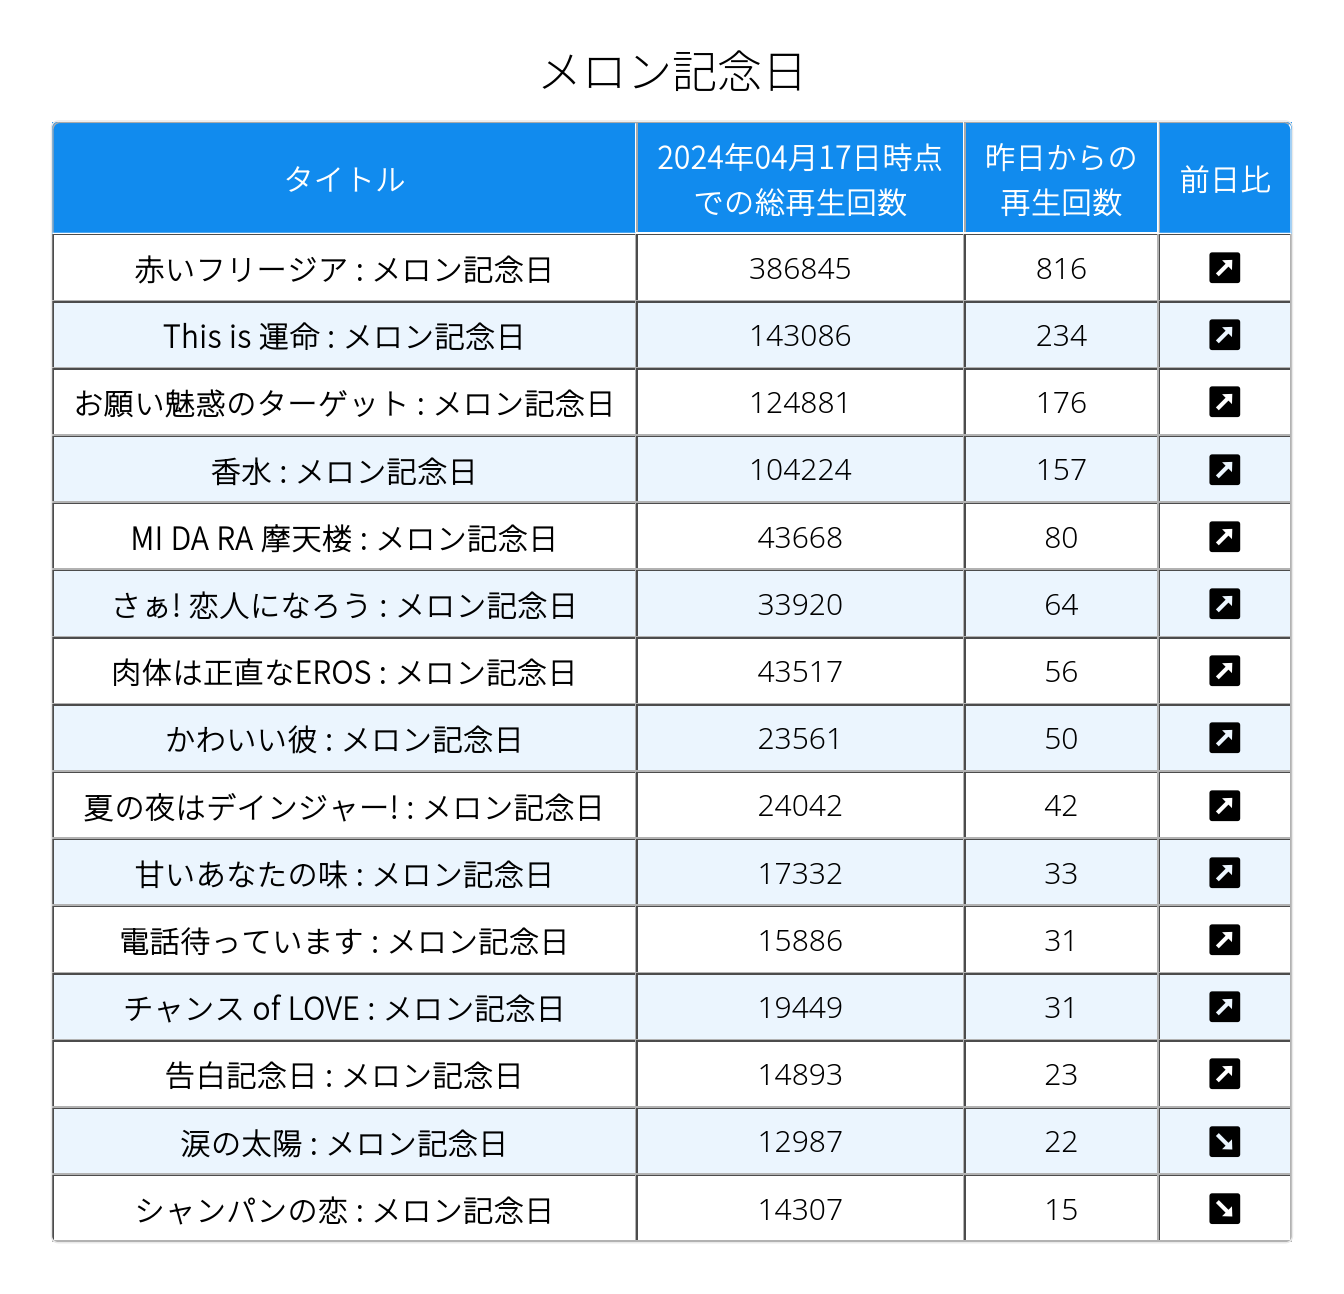 メロン記念日
タイトル
2024年04月17日時点
での総再生回数
昨日からの
再生回数
前日比
赤いフリージア : メロン記念日 386845 816
This is 運命 : メロン記念日 143086 234
お願い魅惑のターゲット : メロン記念日 124881 176
香水 : メロン記念日 104224 157
MI DA RA 摩天楼 : メロン記念日 43668 80
さぁ! 恋人になろう : メロン記念日 33920 64
肉体は正直なEROS : メロン記念日 43517 56
かわいい彼 : メロン記念日 23561 50
夏の夜はデインジャー! : メロン記念日 24042 42
甘いあなたの味 : メロン記念日 17332 33
電話待っています : メロン記念日 15886 31
チャンス of LOVE : メロン記念日 19449 31
告白記念日 : メロン記念日 14893 23
涙の太陽 : メロン記念日 12987 22
シャンパンの恋 : メロン記念日 14307 15